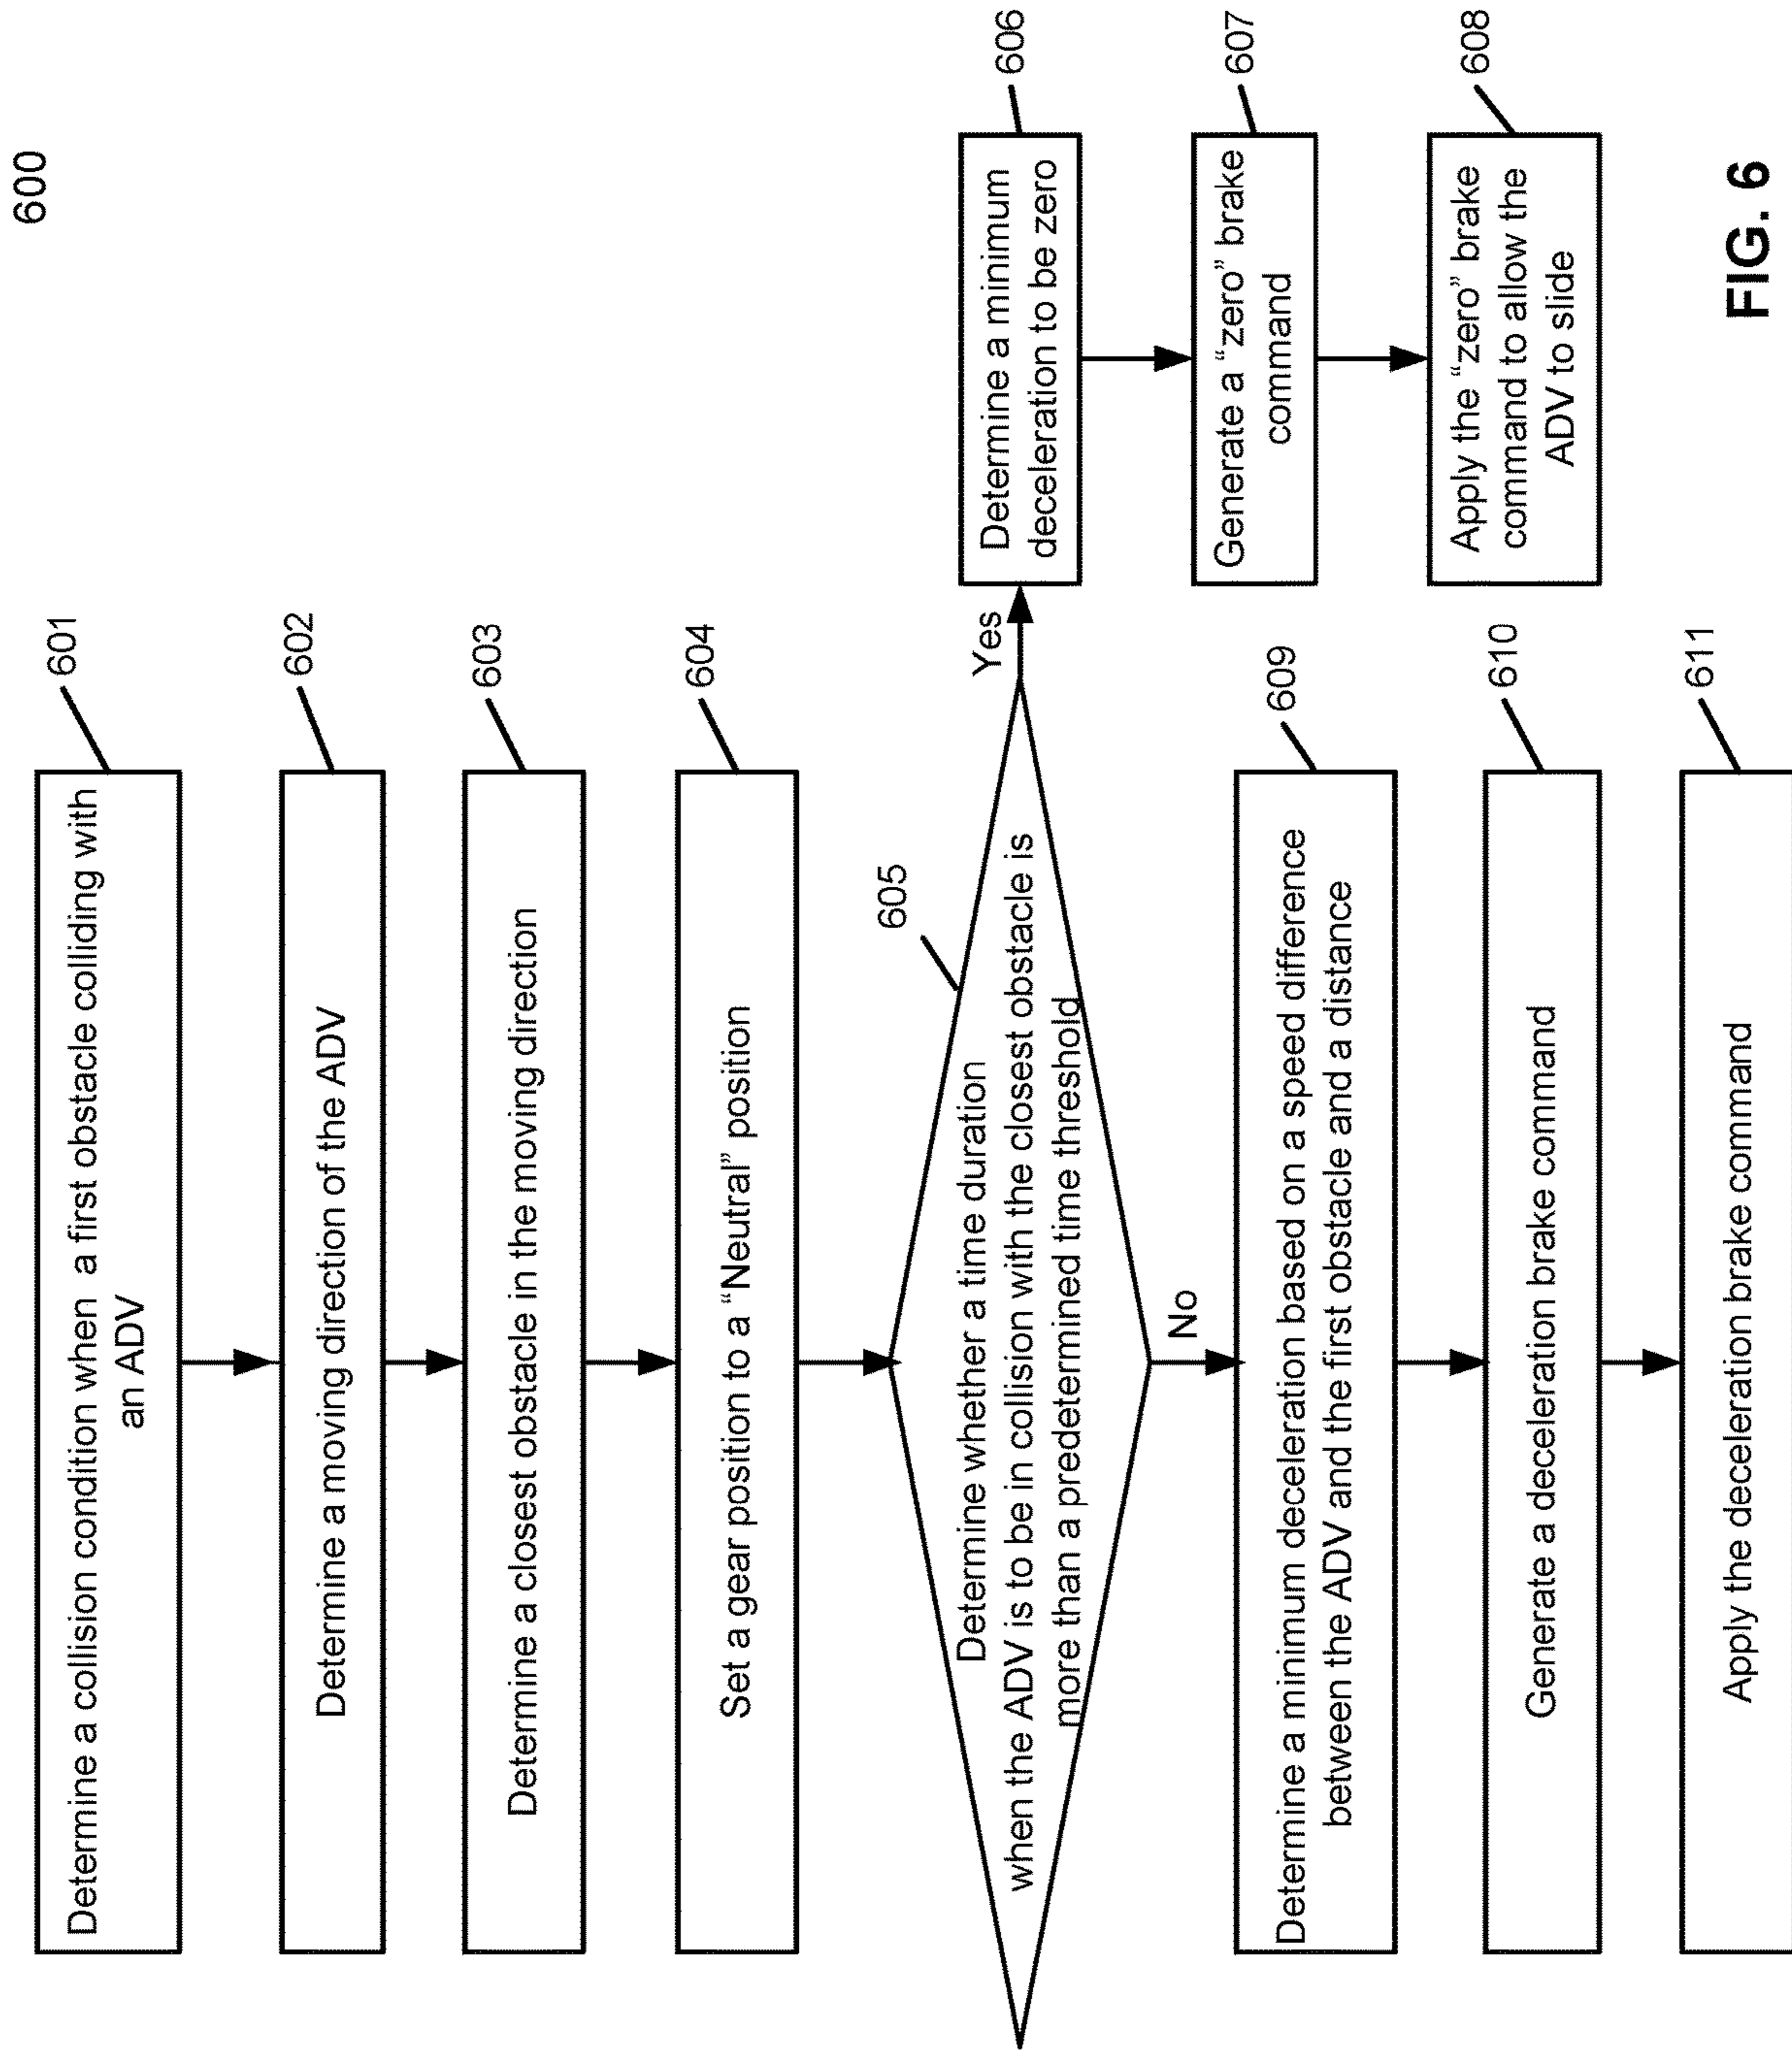 600
Determine a collision condition when a first obstacle colliding with
an ADV
601
Determine a moving direction of the ADV
602
Determine a closest obstacle in the moving direction
603
Set a gear position to a “Neutral” position
604
605
Determine whether a time duration
when the ADV is to be in collision with the closest obstacle is
more than a predetermined time threshold
Yes
Determine a minimum
deceleration to be zero
606
Generate a “zero” brake
command
607
Apply the “zero” brake
command to allow the
ADV to slide
608
No
Determine a minimum deceleration based on a speed difference
between the ADV and the first obstacle and a distance
609
Generate a deceleration brake command
610
Apply the deceleration brake command
611
FIG. 6